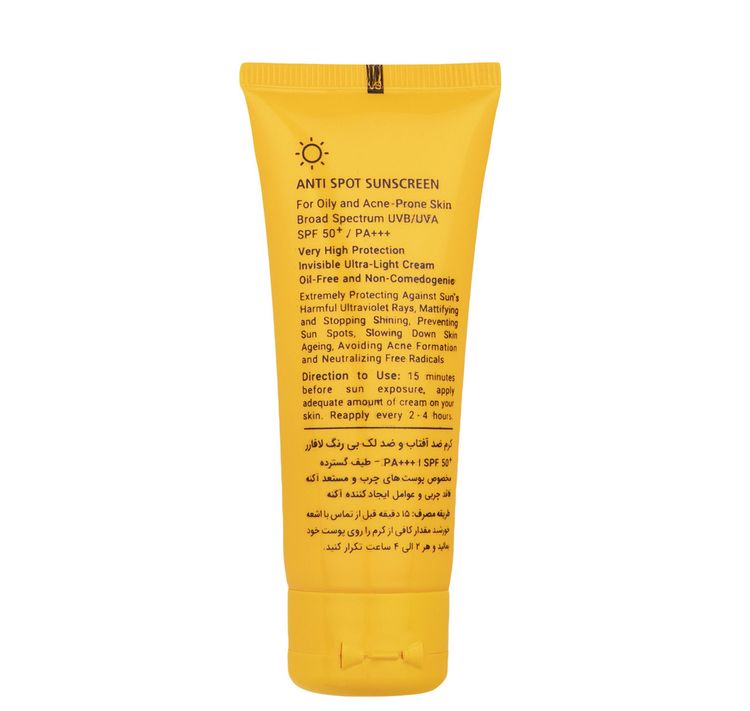 ANTI SPOT SUNSCREEN
For Oily and Acne-Prone Skin
Broad Spectrum UVB/UVA
SPF 50+ / PA+++
Very High Protection
Invisible Ultra-Light Cream
Oil-Free and Non-Comedogenic
Extremely Protecting Against Sun's
Harmful Ultraviolet Rays, Mattifying
and Stopping Shining, Preventing
Sun Spots, Slowing Down Skin
Ageing, Avoiding Acne Formation
and Neutralizing Free Radicals
Direction to Use: 15 minutes
before sun exposure, apply
adequate amount of cream on your
skin. Reapply every 2-4 hours.
کرم ضد آفتاب و ضد لک بی رنگ لافارر
SPF 50+ | PA+++ – طیف گسترده
مخصوص پوست های چرب و مستعد آکنه
فاقد چربی و عوامل ایجاد کننده آکنه
طریقه مصرف: ۱۵ دقیقه قبل از تماس با اشعه
خورشید مقدار کافی از کرم را روی پوست خود
بمالید و هر ۲ الی ۴ ساعت تکرار کنید.